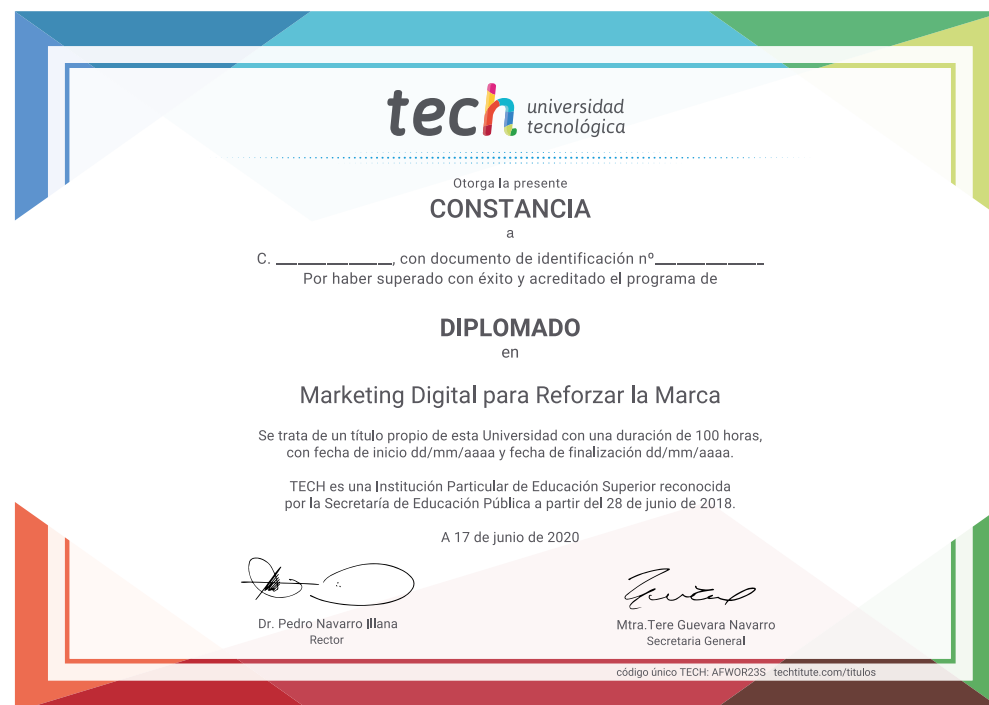 tech universidad
tecnológica
Otorga la presente
CONSTANCIA
a
C. ______________, con documento de identificación nº_____________
Por haber superado con éxito y acreditado el programa de
DIPLOMADO
en
Marketing Digital para Reforzar la Marca
Se trata de un título propio de esta Universidad con una duración de 100 horas,
con fecha de inicio dd/mm/aaaa y fecha de finalización dd/mm/aaaa.
TECH es una Institución Particular de Educación Superior reconocida
por la Secretaría de Educación Pública a partir del 28 de junio de 2018.
A 17 de junio de 2020
Dr. Pedro Navarro Illana
Rector
Mtra.Tere Guevara Navarro
Secretaria General
código único TECH: AFWOR23S techtitute.com/titulos